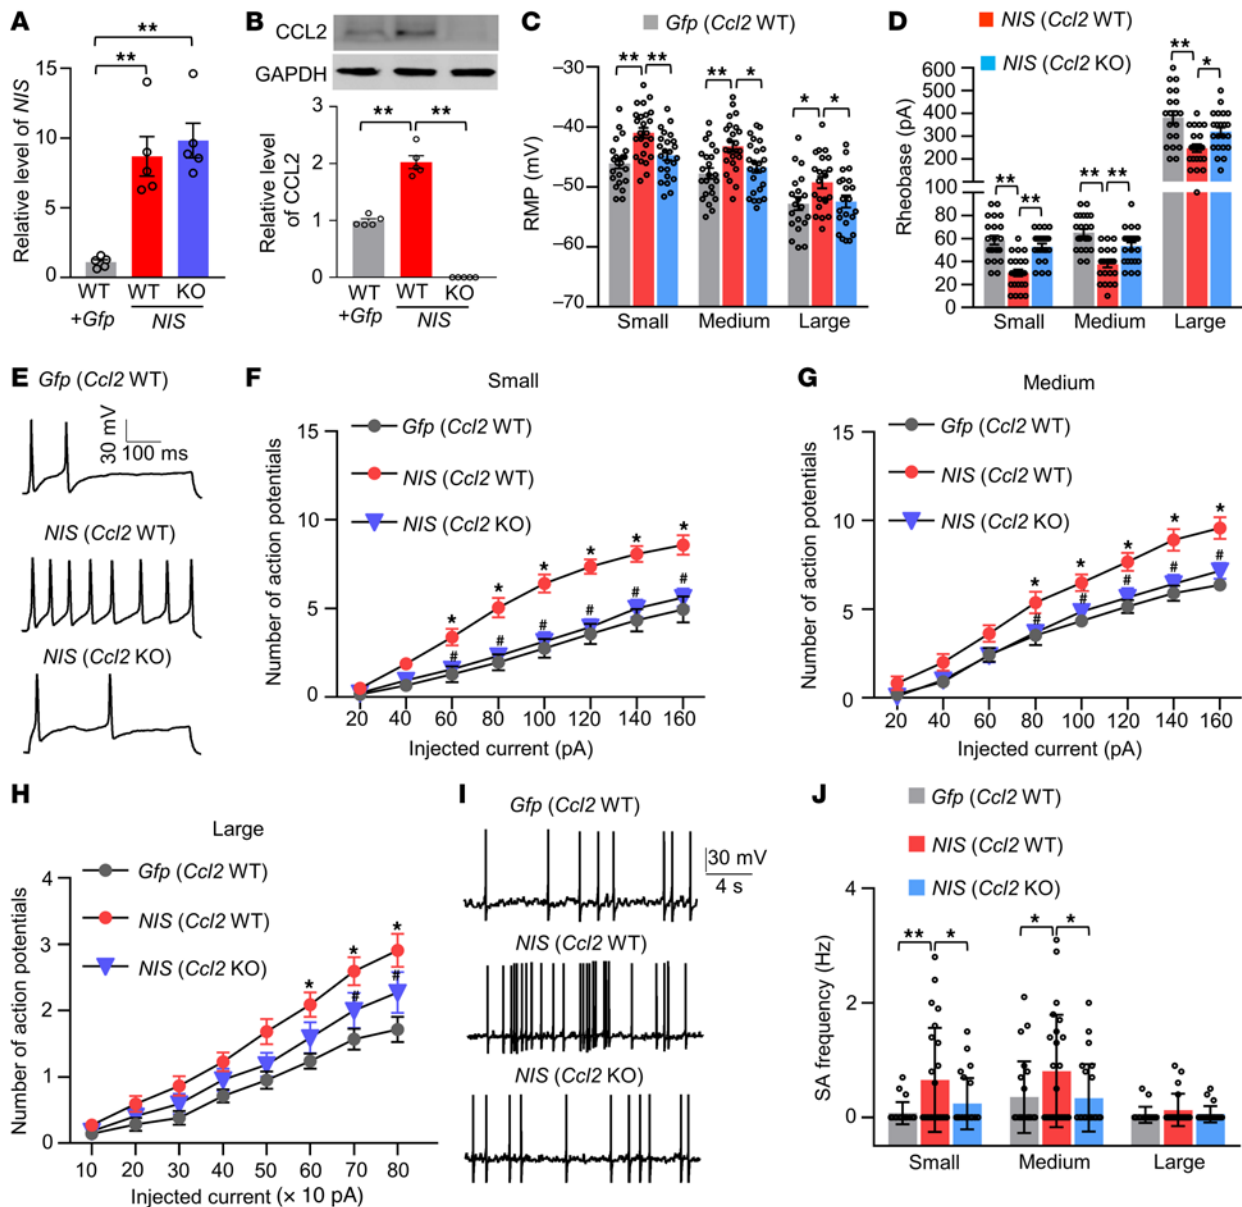 A
Relative level of NIS
15
10
5
0
**
**
WT
WT
KO
+Gfp
NIS
B
CCL2
GAPDH
Relative level
of CCL2
3
2
1
0
**
**
WT
WT
KO
+Gfp
NIS
C
Gfp (Ccl2 WT)
RMP (mV)
–30
–40
–50
–60
–70
**
**
**
*
*
*
Small
Medium
Large
D
NIS (Ccl2 WT)
NIS (Ccl2 KO)
Rheobase (pA)
600
500
400
300
200
100
100
80
60
40
20
0
**
**
**
**
**
*
Small
Medium
Large
E
Gfp (Ccl2 WT)
30 mV
100 ms
NIS (Ccl2 WT)
NIS (Ccl2 KO)
F
Small
Gfp (Ccl2 WT)
NIS (Ccl2 WT)
NIS (Ccl2 KO)
Number of action potentials
15
10
5
0
* * * * * *
# # # # # #
20 40 60 80 100 120 140 160
Injected current (pA)
G
Medium
Gfp (Ccl2 WT)
NIS (Ccl2 WT)
NIS (Ccl2 KO)
Number of action potentials
15
10
5
0
* * * * *
# # # # #
20 40 60 80 100 120 140 160
Injected current (pA)
H
Large
Gfp (Ccl2 WT)
NIS (Ccl2 WT)
NIS (Ccl2 KO)
Number of action potentials
4
3
2
1
0
* * *
# #
10 20 30 40 50 60 70 80
Injected current (× 10 pA)
I
Gfp (Ccl2 WT)
30 mV
4 s
NIS (Ccl2 WT)
NIS (Ccl2 KO)
J
Gfp (Ccl2 WT)
NIS (Ccl2 WT)
NIS (Ccl2 KO)
SA frequency (Hz)
4
2
0
**
*
*
*
Small
Medium
Large